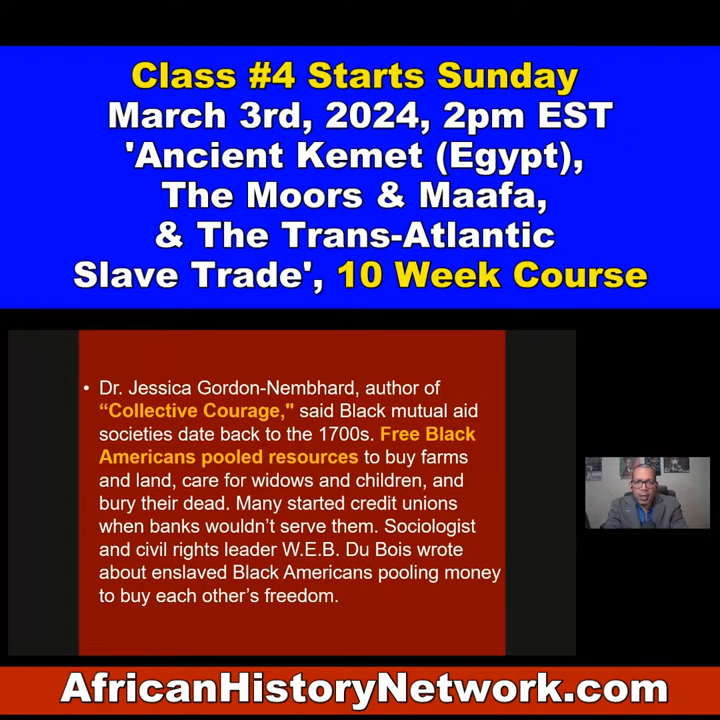 Class #4 Starts Sunday
March 3rd, 2024, 2pm EST
'Ancient Kemet (Egypt),
The Moors & Maafa,
& The Trans-Atlantic
Slave Trade', 10 Week Course
• Dr. Jessica Gordon-Nembhard, author of
“Collective Courage," said Black mutual aid
societies date back to the 1700s. Free Black
Americans pooled resources to buy farms
and land, care for widows and children, and
bury their dead. Many started credit unions
when banks wouldn’t serve them. Sociologist
and civil rights leader W.E.B. Du Bois wrote
about enslaved Black Americans pooling money
to buy each other’s freedom.
AfricanHistoryNetwork.com